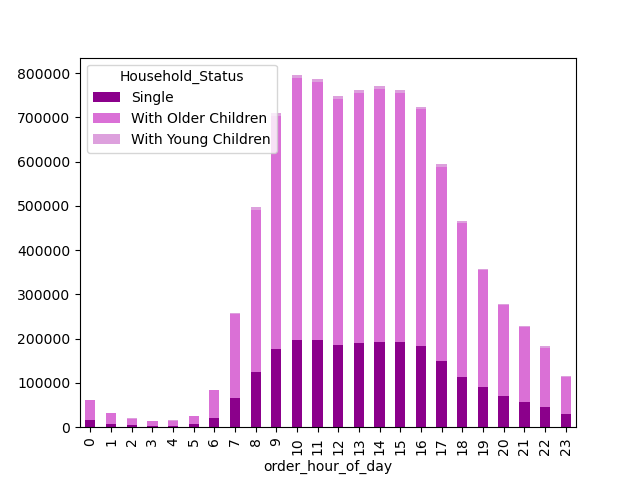 Household_Status
Single
With Older Children
With Young Children
800000
700000
600000
500000
400000
300000
200000
100000
0
0 1 2 3 4 5 6 7 8 9 10 11 12 13 14 15 16 17 18 19 20 21 22 23
order_hour_of_day